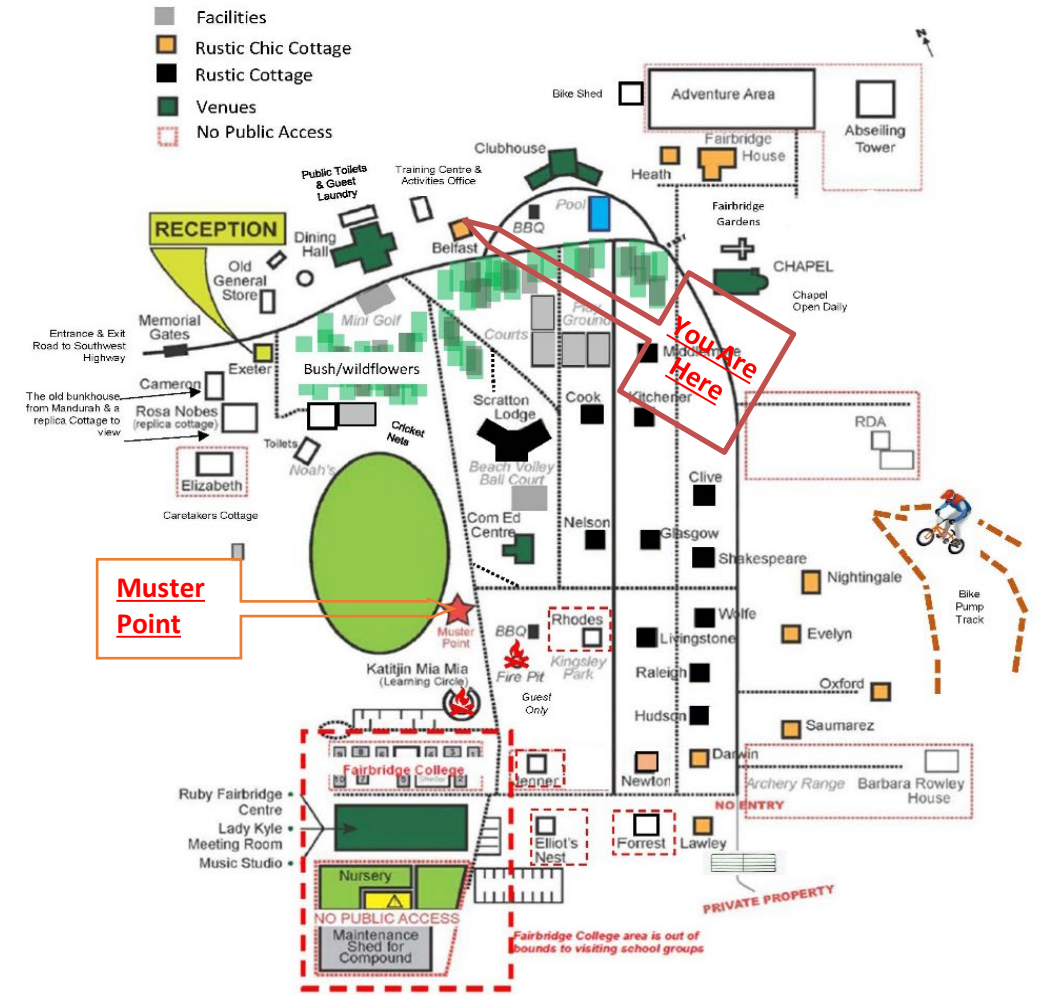 Facilities
Rustic Chic Cottage
Rustic Cottage
Venues
No Public Access
N
Bike Shed
Adventure Area
Abseiling
Tower
Fairbridge
House
Heath
Clubhouse
Public Toilets
& Guest
Laundry
Training Centre &
Activities Office
Pool
BBQ
Belfast
Fairbridge
Gardens
RECEPTION
Dining
Hall
Old
General
Store
CHAPEL
Chapel
Open Daily
Mini Golf
Memorial
Gates
Entrance & Exit
Road to Southwest
Highway
Exeter
Courts
Play
Ground
You Are
Here
Bush/wildflowers
Cameron
The old bunkhouse
from Mandurah & a
replica Cottage to
view
Rosa Nobes
(replica cottage)
Scratton
Lodge
Cook
Kitchener
Toilets
Noah's
Cricket
Nets
RDA
Elizabeth
Caretakers Cottage
Beach Volley
Ball Court
Clive
Com Ed
Centre
Nelson
Glasgow
Shakespeare
Nightingale
Bike
Pump
Track
Muster
Point
Muster
Point
BBQ
Fire Pit
Guest
Only
Rhodes
Kingsley
Park
Wolfe
Livingstone
Evelyn
Raleigh
Oxford
Katitjin Mia Mia
(Learning Circle)
Hudson
Saumarez
Fairbridge College
Jenner
Newton
Darwin
Archery Range
Barbara Rowley
House
NO ENTRY
Ruby Fairbridge
Centre
Lady Kyle
Meeting Room
Music Studio
Elliot's
Nest
Forrest
Lawley
PRIVATE PROPERTY
Nursery
NO PUBLIC ACCESS
Maintenance
Shed for
Compound
Fairbridge College area is out of
bounds to visiting school groups